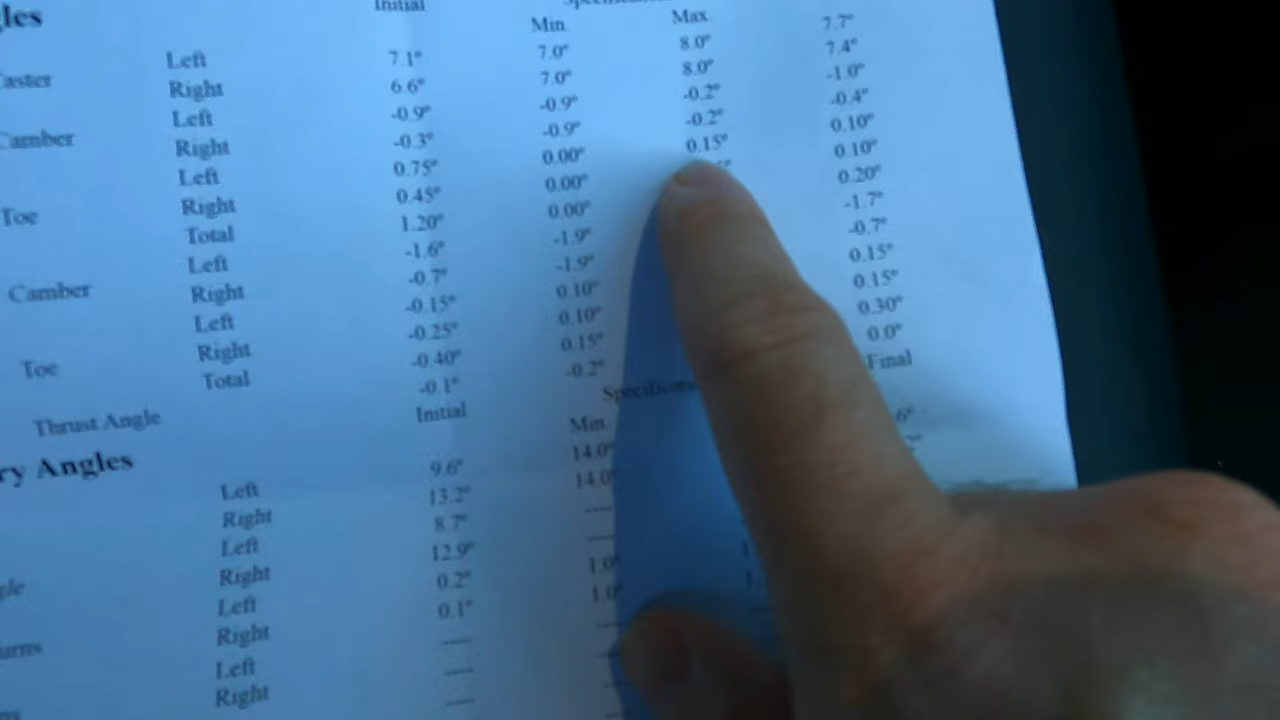 Initial
Min. Max.
Left 7.1° 7.0° 8.0° 7.7°
Right 6.6° 7.0° 8.0° 7.4°
Left -0.9° -0.9° -0.2° -1.0°
Camber Right -0.3° -0.9° -0.2° -0.4°
Left 0.75° 0.00° 0.15° 0.10°
Toe Right 0.45° 0.00° 0.10°
Total 1.20° 0.00° 0.20°
Left -1.6° -1.9° -1.7°
Camber Right -0.7° -1.9° -0.7°
Left -0.15° 0.10° 0.15°
Toe Right -0.25° 0.10° 0.15°
Total -0.40° 0.15° 0.30°
Thrust Angle -0.1° -0.2° 0.0°
Initial Final
Angles Min.
Left 9.6° 14.0°
Right 13.2° 14.0°
Left 8.7° ----
Right 12.9° ----
Left 0.2° 1.0°
Right 0.1° 1.0°
Left ----
Right ----